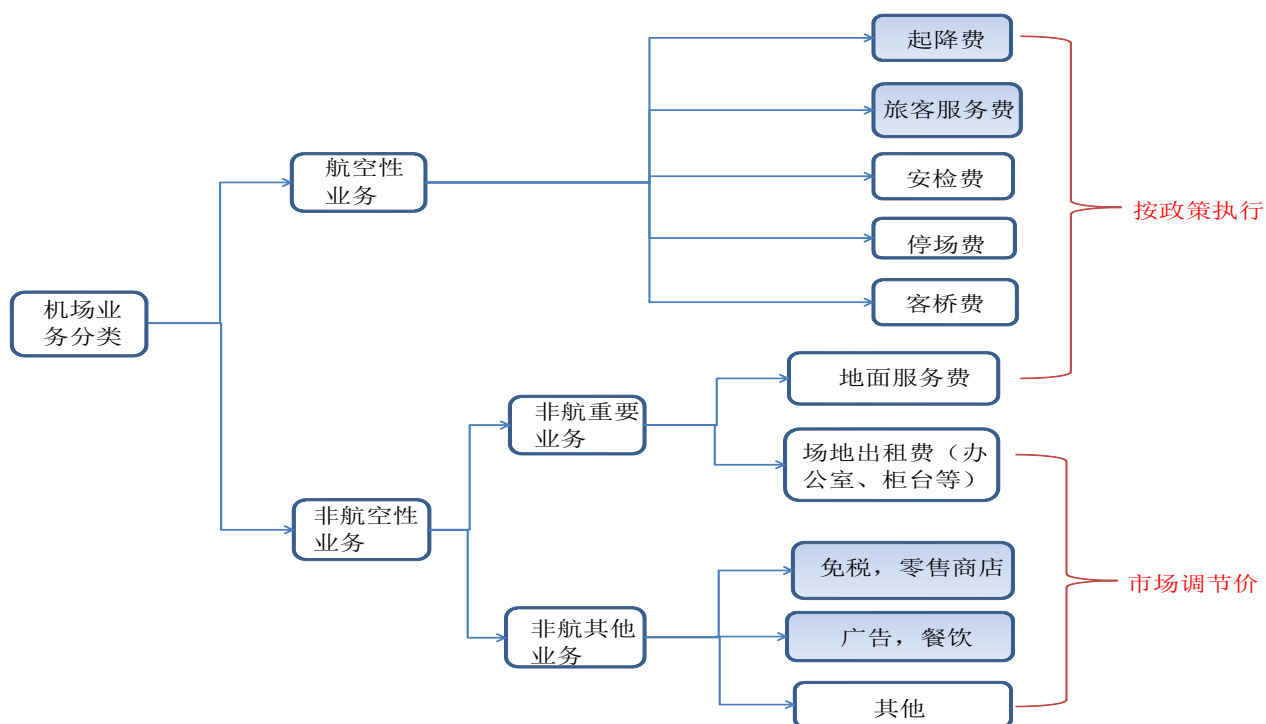 起降费
旅客服务费
航空性
业务
安检费
按政策执行
停场费
机场业
务分类
客桥费
地面服务费
非航重要
业务
场地出租费（办
公室、柜台等）
非航空性
业务
免税，零售商店
市场调节价
非航其他
业务
广告，餐饮
其他